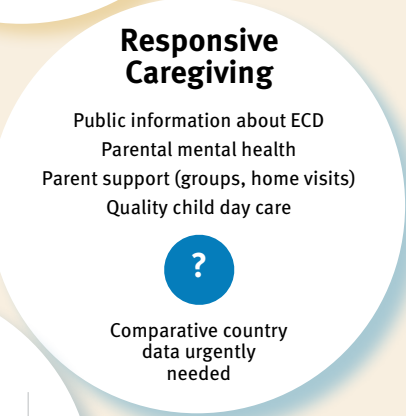 Responsive
Caregiving
Public information about ECD
Parental mental health
Parent support (groups, home visits)
Quality child day care
?
Comparative country
data urgently
needed